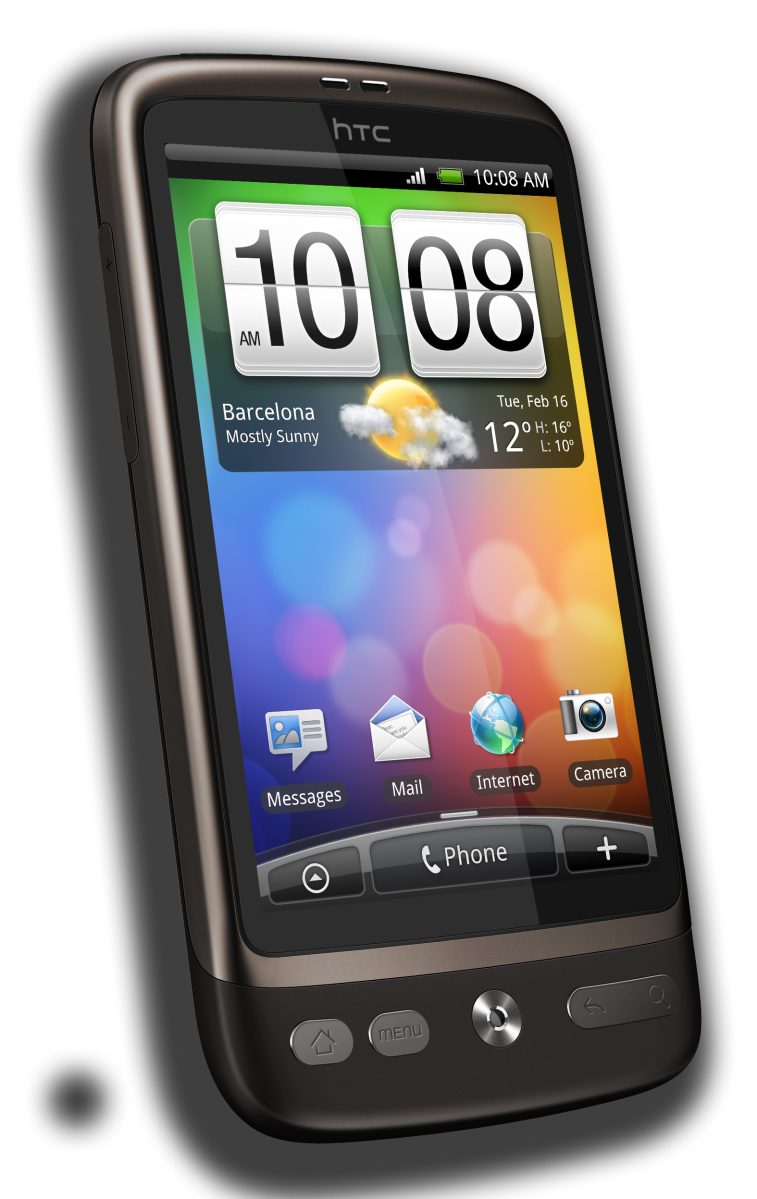 hTC
10:08 AM
10 08
AM
Barcelona
Mostly Sunny
Tue, Feb 16
12° H: 16°
L: 10°
Messages
Mail
Internet
Camera
Phone
MENU